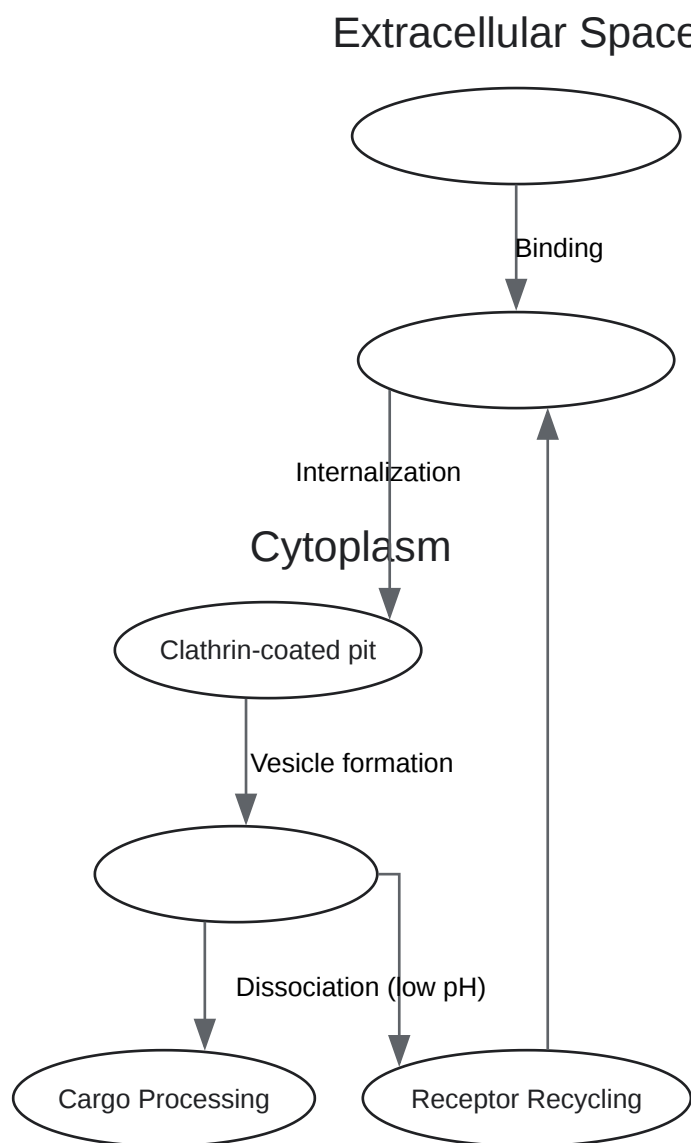 Extracellular Space
Binding
Internalization
Cytoplasm
Clathrin-coated pit
Vesicle formation
Dissociation (low pH)
Cargo Processing
Receptor Recycling